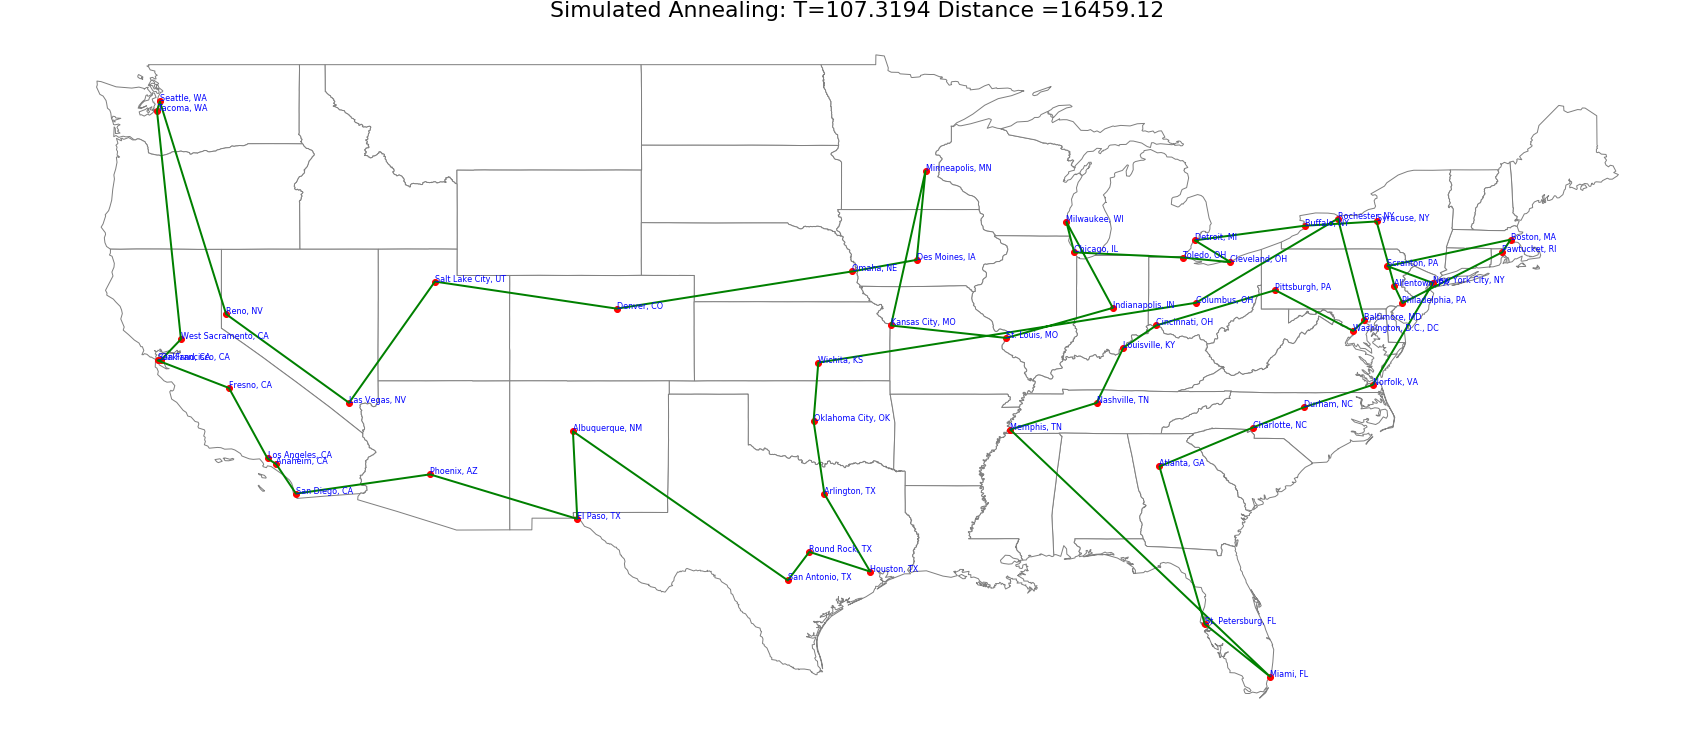 Simulated Annealing: T=107.3194 Distance =16459.12
Seattle, WA
Tacoma, WA
Minneapolis, MN
Milwaukee, WI
Rochester, NY
Syracuse, NY
Buffalo, NY
Detroit, MI
Boston, MA
Pawtucket, RI
Chicago, IL
Toledo, OH
Cleveland, OH
Des Moines, IA
Omaha, NE
Scranton, PA
Salt Lake City, UT
New York City, NY
Allentown, PA
Pittsburgh, PA
Philadelphia, PA
Denver, CO
Indianapolis, IN
Columbus, OH
Reno, NV
Baltimore, MD
Kansas City, MO
Cincinnati, OH
Washington, D.C., DC
West Sacramento, CA
St. Louis, MO
Louisville, KY
Wichita, KS
Fresno, CA
Norfolk, VA
Las Vegas, NV
Nashville, TN
Durham, NC
Oklahoma City, OK
Albuquerque, NM
Memphis, TN
Charlotte, NC
Los Angeles, CA
Anaheim, CA
Atlanta, GA
Phoenix, AZ
San Diego, CA
Arlington, TX
El Paso, TX
Round Rock, TX
Houston, TX
San Antonio, TX
St. Petersburg, FL
Miami, FL